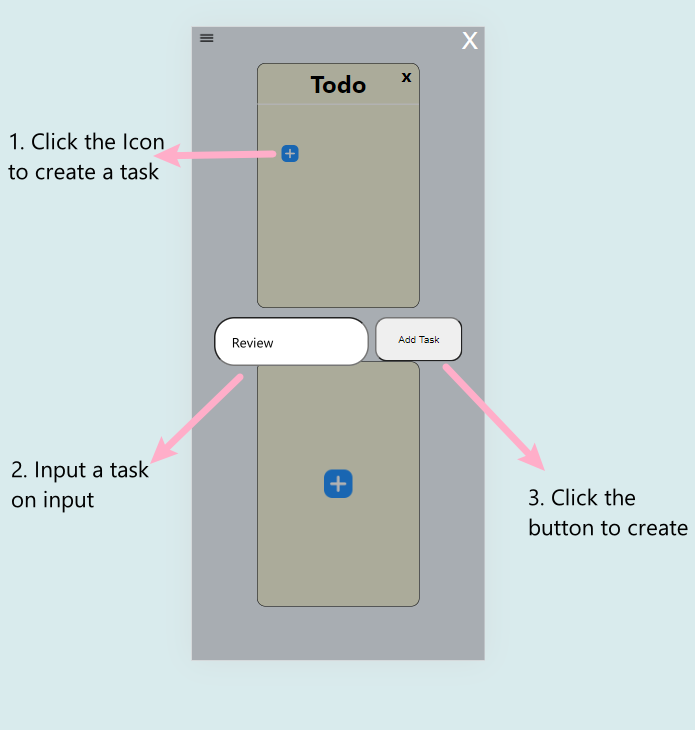 X
Todo
x
1. Click the Icon
to create a task
Review
Add Task
2. Input a task
on input
3. Click the
button to create